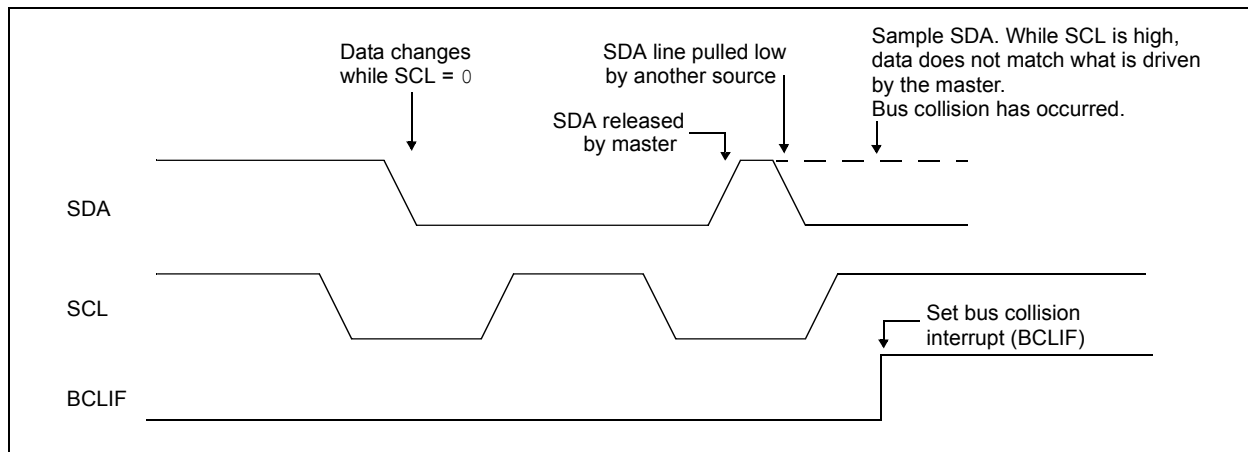 Data changes
while SCL = 0
SDA line pulled low
by another source
Sample SDA. While SCL is high,
data does not match what is driven
by the master.
Bus collision has occurred.
SDA released
by master
SDA
SCL
Set bus collision
interrupt (BCLIF)
BCLIF